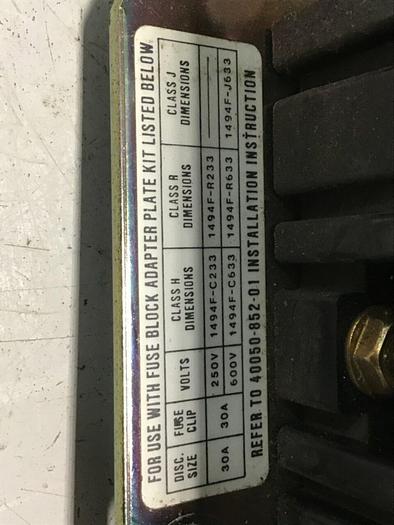 FOR USE WITH FUSE BLOCK ADAPTER PLATE KIT LISTED BELOW
DISC. SIZE FUSE CLIP VOLTS CLASS H DIMENSIONS CLASS R DIMENSIONS CLASS J DIMENSIONS
30A 30A 250V 1494F-C233 1494F-R233 ———
600V 1494F-C633 1494F-R633 1494F-J633
REFER TO 40050-852-01 INSTALLATION INSTRUCTION